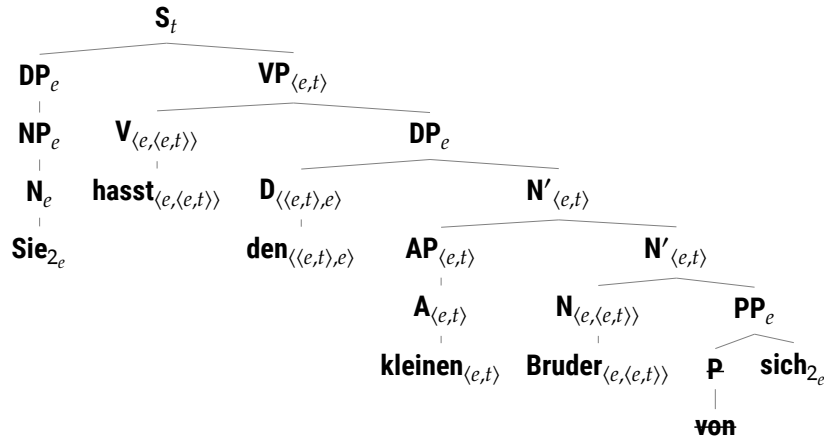 S_t
DP_e VP_⟨e,t⟩
NP_e V_⟨e,⟨e,t⟩⟩ DP_e
N_e hasst_⟨e,⟨e,t⟩⟩ D_⟨⟨e,t⟩,e⟩ N′_⟨e,t⟩
Sie_2_e den_⟨⟨e,t⟩,e⟩ AP_⟨e,t⟩ N′_⟨e,t⟩
A_⟨e,t⟩ N_⟨e,⟨e,t⟩⟩ PP_e
kleinen_⟨e,t⟩ Bruder_⟨e,⟨e,t⟩⟩ P sich_2_e
von